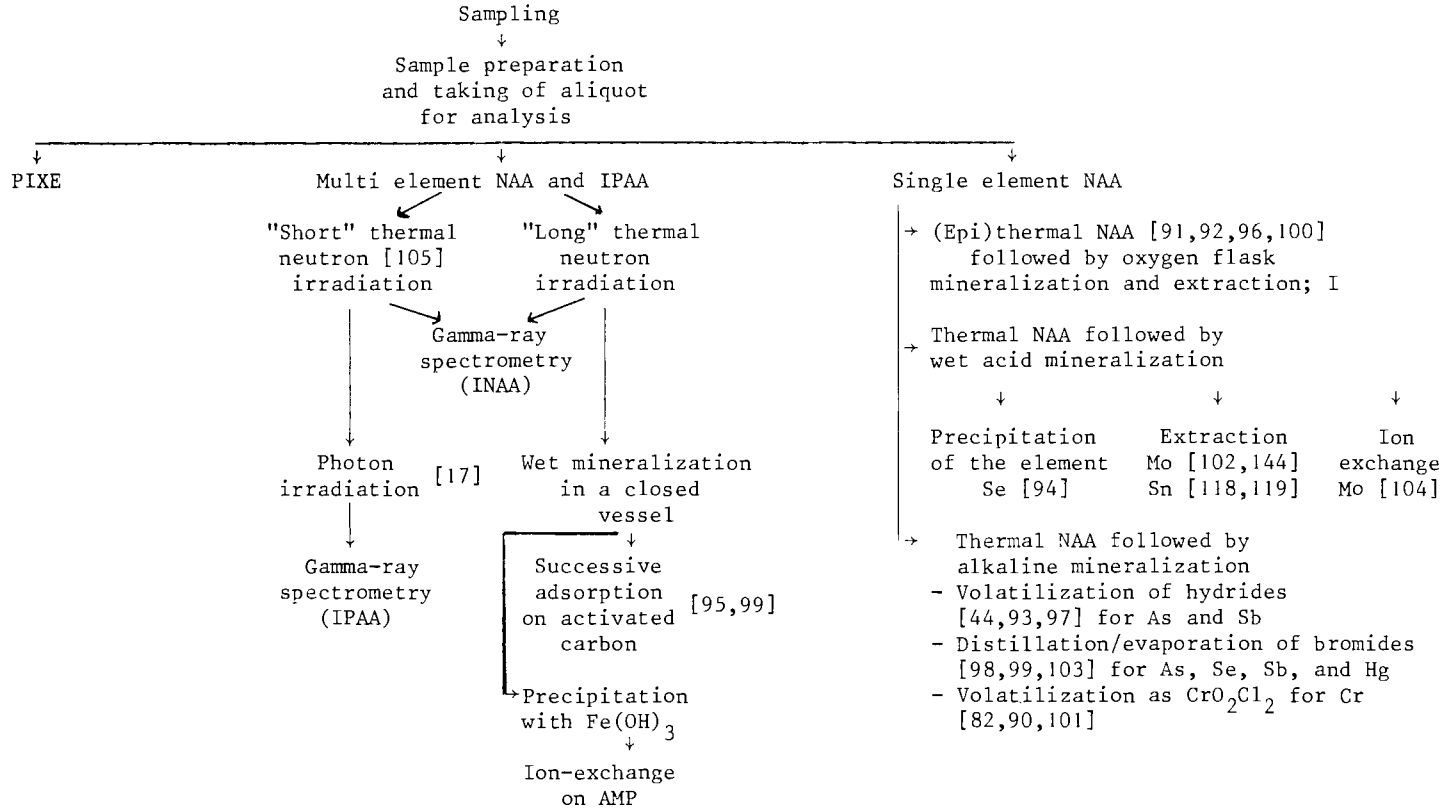 Sampling
↓
Sample preparation
and taking of aliquot
for analysis
↓ ↓ ↓
PIXE
Multi element NAA and IPAA
"Short" thermal
neutron [105]
irradiation
"Long" thermal
neutron
irradiation
Gamma-ray
spectrometry
(INAA)
Photon
irradiation [17]
↓
Gamma-ray
spectrometry
(IPAA)
Wet mineralization
in a closed
vessel
↓
Successive
adsorption
on activated [95,99]
carbon
→Precipitation
with Fe(OH)3
↓
Ion-exchange
on AMP
Single element NAA
→ (Epi)thermal NAA [91,92,96,100]
followed by oxygen flask
mineralization and extraction; I
→ Thermal NAA followed by
wet acid mineralization
↓ ↓ ↓
Precipitation
of the element
Se [94]
Extraction
Mo [102,144]
Sn [118,119]
Ion
exchange
Mo [104]
→ Thermal NAA followed by
alkaline mineralization
- Volatilization of hydrides
[44,93,97] for As and Sb
- Distillation/evaporation of bromides
[98,99,103] for As, Se, Sb, and Hg
- Volatilization as CrO2Cl2 for Cr
[82,90,101]